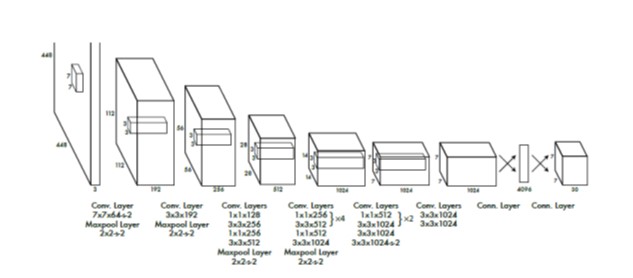 448
7
7
448
3
112
3
3
112
192
56
3
3
56
256
28
3
3
28
512
14
3
3
14
1024
7
3
3
7
1024
7
7
1024
4096
7
7
30
Conv. Layer
7x7x64-s-2
Maxpool Layer
2x2-s-2
Conv. Layer
3x3x192
Maxpool Layer
2x2-s-2
Conv. Layers
1x1x128
3x3x256
1x1x256
3x3x512
Maxpool Layer
2x2-s-2
Conv. Layers
1x1x256
3x3x512 } ×4
1x1x512
3x3x1024
Maxpool Layer
2x2-s-2
Conv. Layers
1x1x512
3x3x1024 } ×2
3x3x1024
3x3x1024-s-2
Conv. Layers
3x3x1024
3x3x1024
Conn. Layer
Conn. Layer